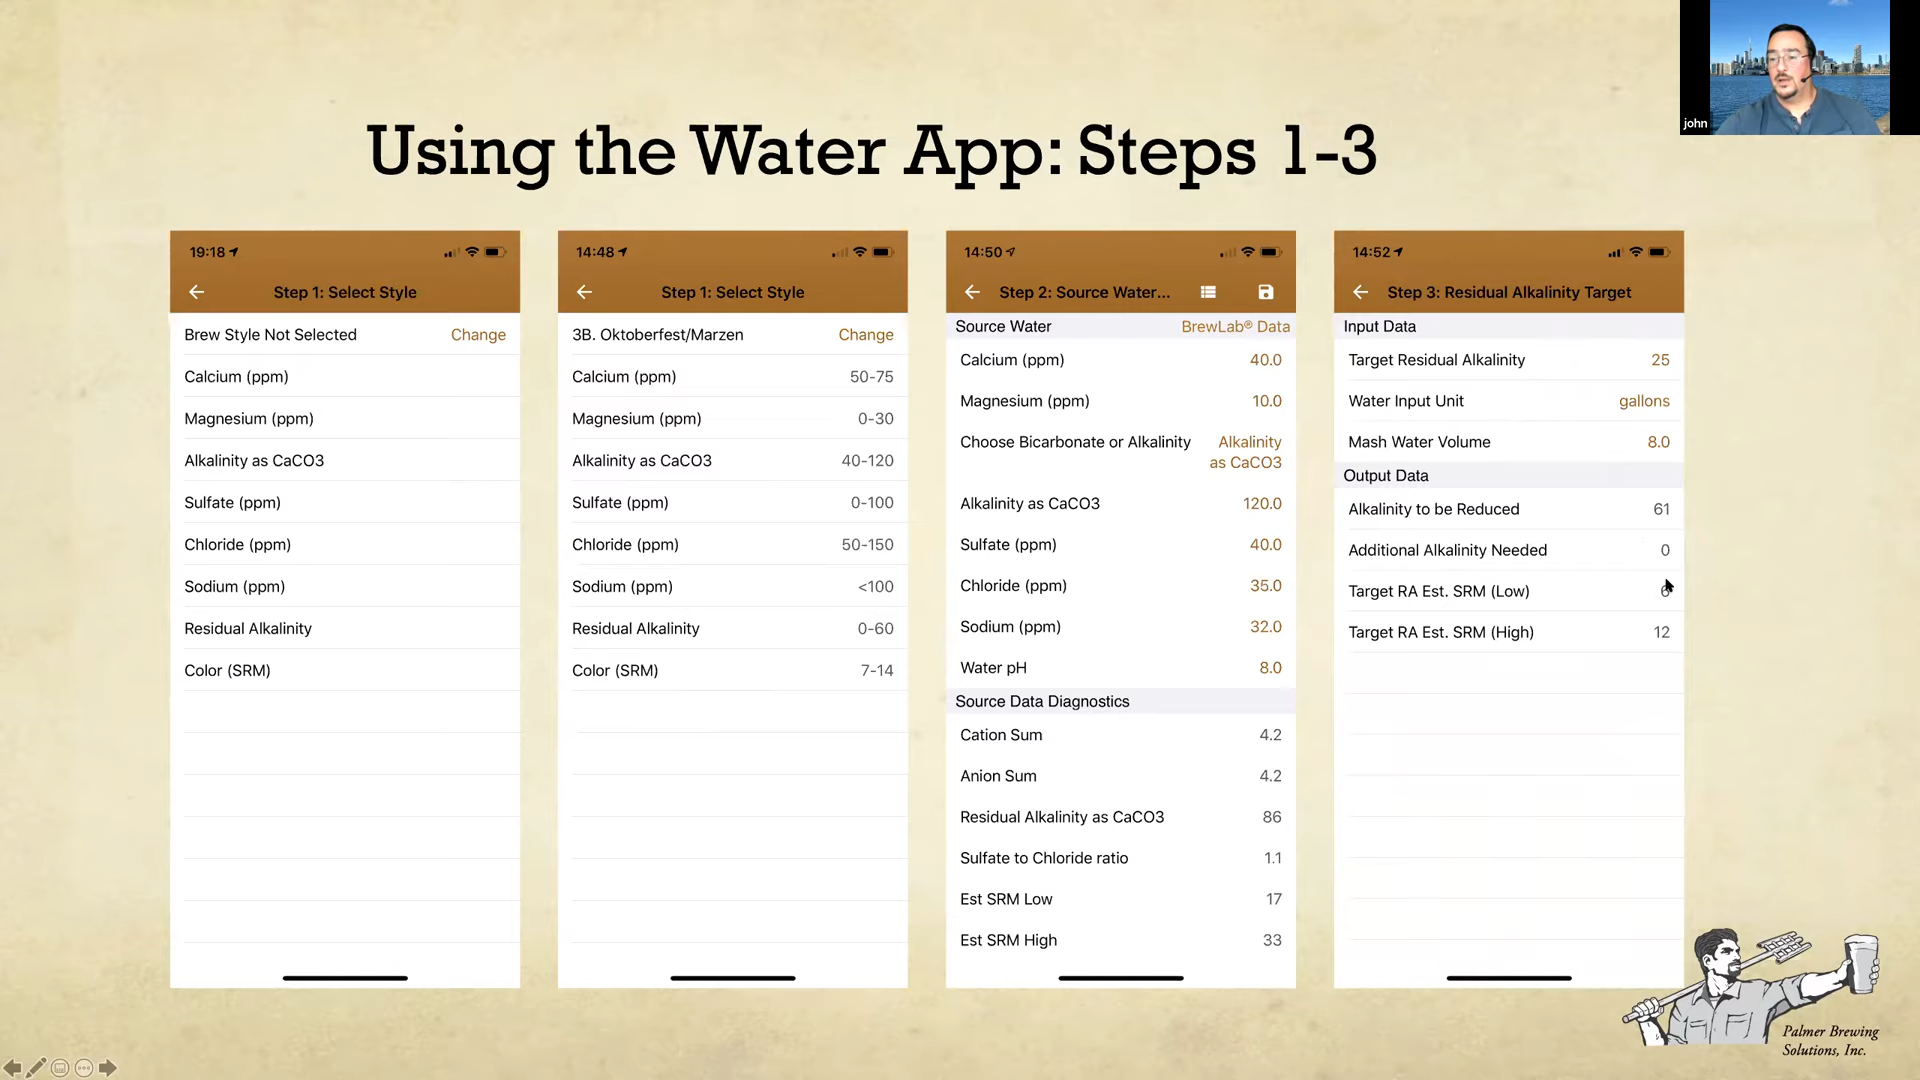 john
Using the Water App: Steps 1-3
19:18
Step 1: Select Style
Brew Style Not Selected Change
Calcium (ppm)
Magnesium (ppm)
Alkalinity as CaCO3
Sulfate (ppm)
Chloride (ppm)
Sodium (ppm)
Residual Alkalinity
Color (SRM)
14:48
Step 1: Select Style
3B. Oktoberfest/Marzen Change
Calcium (ppm) 50-75
Magnesium (ppm) 0-30
Alkalinity as CaCO3 40-120
Sulfate (ppm) 0-100
Chloride (ppm) 50-150
Sodium (ppm) <100
Residual Alkalinity 0-60
Color (SRM) 7-14
14:50
Step 2: Source Water...
Source Water BrewLab® Data
Calcium (ppm) 40.0
Magnesium (ppm) 10.0
Choose Bicarbonate or Alkalinity Alkalinity
as CaCO3
Alkalinity as CaCO3 120.0
Sulfate (ppm) 40.0
Chloride (ppm) 35.0
Sodium (ppm) 32.0
Water pH 8.0
Source Data Diagnostics
Cation Sum 4.2
Anion Sum 4.2
Residual Alkalinity as CaCO3 86
Sulfate to Chloride ratio 1.1
Est SRM Low 17
Est SRM High 33
14:52
Step 3: Residual Alkalinity Target
Input Data
Target Residual Alkalinity 25
Water Input Unit gallons
Mash Water Volume 8.0
Output Data
Alkalinity to be Reduced 61
Additional Alkalinity Needed 0
Target RA Est. SRM (Low)
Target RA Est. SRM (High) 12
Palmer Brewing
Solutions, Inc.